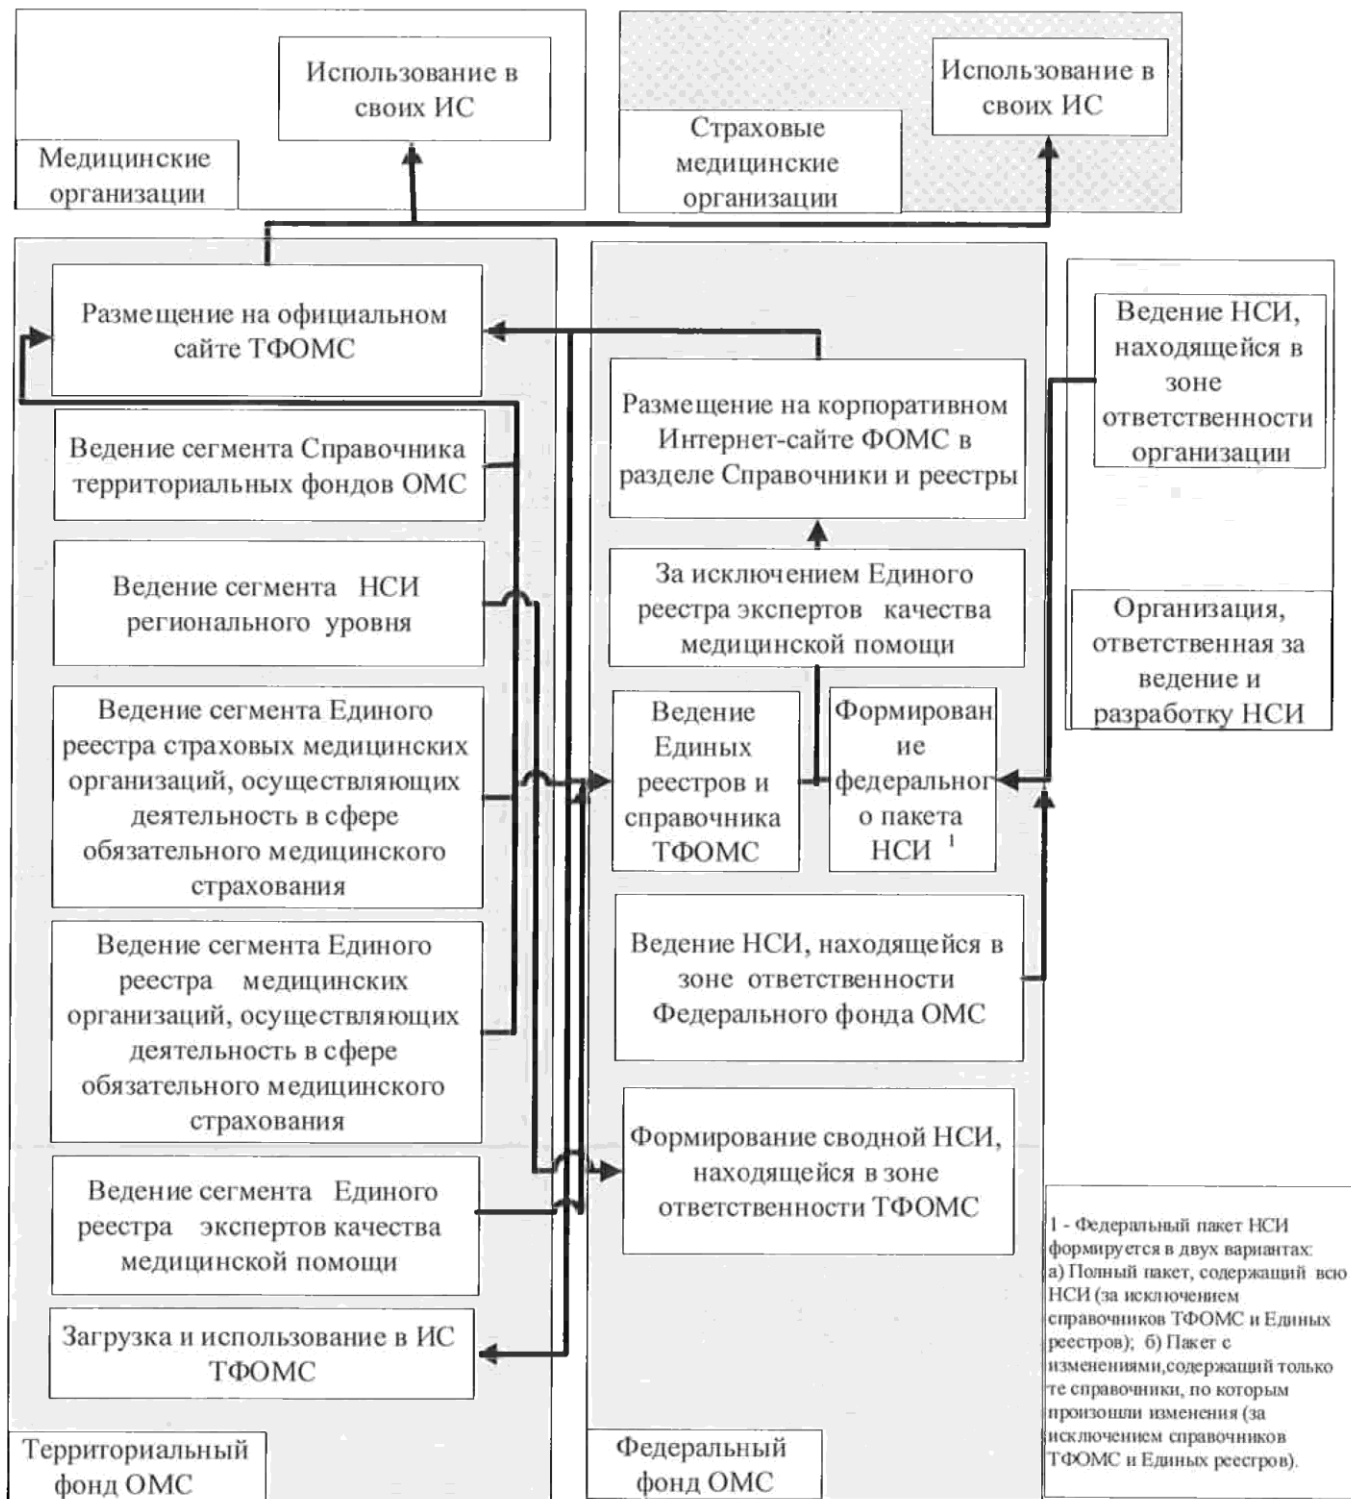 Использование в
своих ИС
Медицинские
организации
Использование в
своих ИС
Страховые
медицинские
организации
Размещение на официальном
сайте ТФОМС
Ведение сегмента Справочника
территориальных фондов ОМС
Ведение сегмента НСИ
регионального уровня
Ведение сегмента Единого
реестра страховых медицинских
организаций, осуществляющих
деятельность в сфере
обязательного медицинского
страхования
Ведение сегмента Единого
реестра медицинских
организаций, осуществляющих
деятельность в сфере
обязательного медицинского
страхования
Ведение сегмента Единого
реестра экспертов качества
медицинской помощи
Загрузка и использование в ИС
ТФОМС
Территориальный
фонд ОМС
Размещение на корпоративном
Интернет-сайте ФОМС в
разделе Справочники и реестры
За исключением Единого
реестра экспертов качества
медицинской помощи
Ведение
Единых
реестров и
справочника
ТФОМС
Формирован
ие
федеральног
о пакета
НСИ 1
Ведение НСИ, находящейся в
зоне ответственности
Федерального фонда ОМС
Формирование сводной НСИ,
находящейся в зоне
ответственности ТФОМС
Федеральный
фонд ОМС
Ведение НСИ,
находящейся в
зоне
ответственности
организации
Организация,
ответственная за
ведение и
разработку НСИ
1 - Федеральный пакет НСИ
формируется в двух вариантах:
а) Полный пакет, содержащий всю
НСИ (за исключением
справочников ТФОМС и Единых
реестров); б) Пакет с
изменениями,содержащий только
те справочники, по которым
произошли изменения (за
исключением справочников
ТФОМС и Единых реестров).